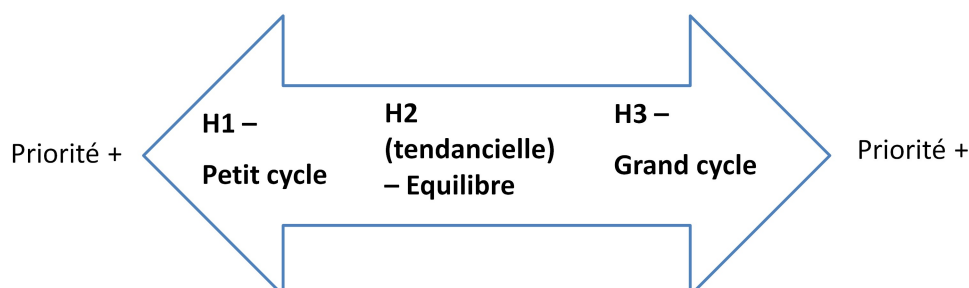 Priorité +
H1 –
Petit cycle
H2
(tendancielle)
– Equilibre
H3 –
Grand cycle
Priorité +